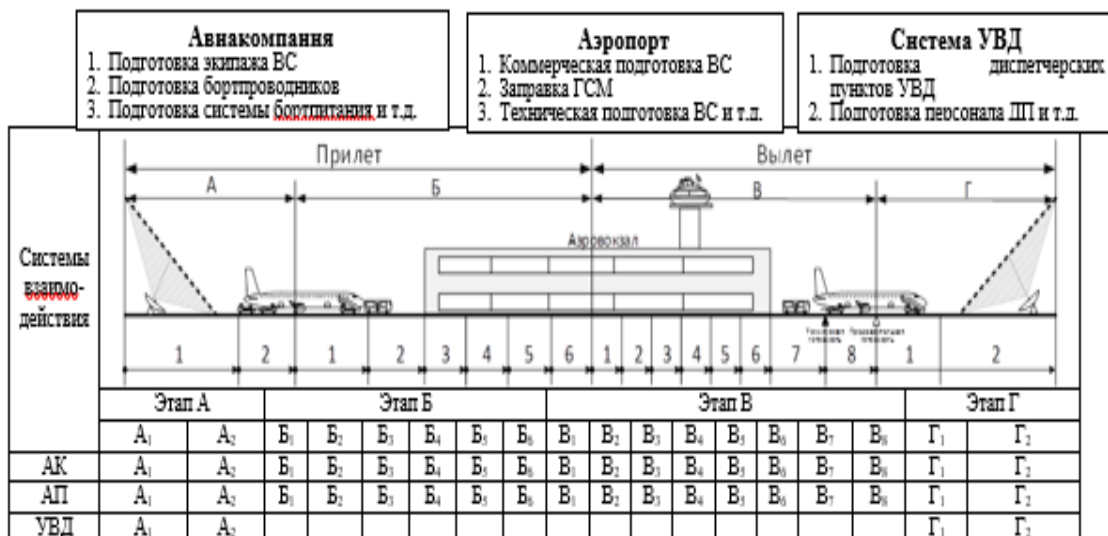 Авиакомпания
1. Подготовка экипажа ВС
2. Подготовка бортпроводников
3. Подготовка системы бортпитания и т.д.
Аэропорт
1. Коммерческая подготовка ВС
2. Заправка ГСМ
3. Техническая подготовка ВС и т.д.
Система УВД
1. Подготовка диспетчерских
пунктов УВД
2. Подготовка персонала ДП и т.д.
Прилет Вылет
А Б В Г
Аэровокзал
Системы
взаимо-
действия
1 2 1 2 3 4 5 6 1 2 3 4 5 6 7 8 1 2
Этап А Этап Б Этап В Этап Г
А₁ А₂ Б₁ Б₂ Б₃ Б₄ Б₅ Б₆ В₁ В₂ В₃ В₄ В₅ В₆ В₇ В₈ Г₁ Г₂
АК А₁ А₂ Б₁ Б₂ Б₃ Б₄ Б₅ Б₆ В₁ В₂ В₃ В₄ В₅ В₆ В₇ В₈ Г₁ Г₂
АП А₁ А₂ Б₁ Б₂ Б₃ Б₄ Б₅ Б₆ В₁ В₂ В₃ В₄ В₅ В₆ В₇ В₈ Г₁ Г₂
УВД А₁ А₂ Г₁ Г₂